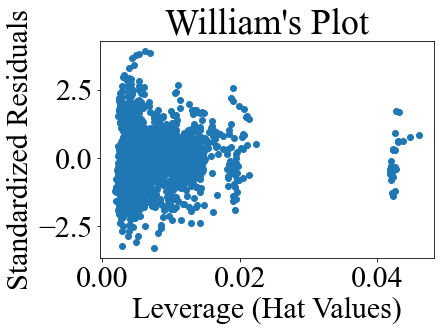 William's Plot
Standardized Residuals
2.5
0.0
−2.5
0.00 0.02 0.04
Leverage (Hat Values)